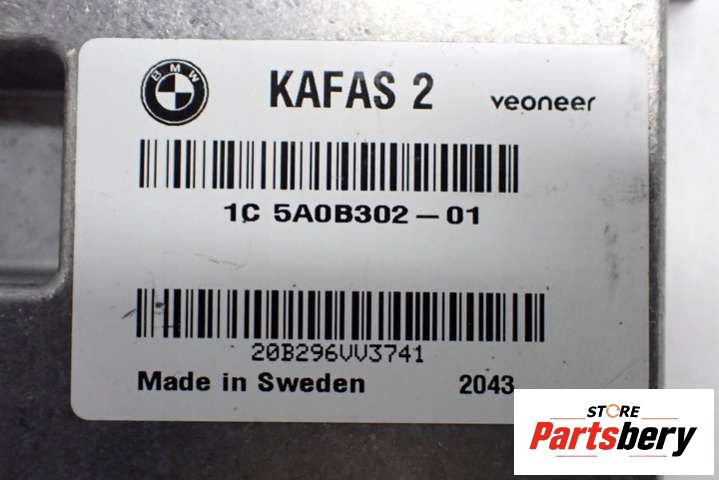 BMW KAFAS 2 veoneer
1C 5A0B302-01
20B296VV3741
Made in Sweden 2043
STORE
Partsbery